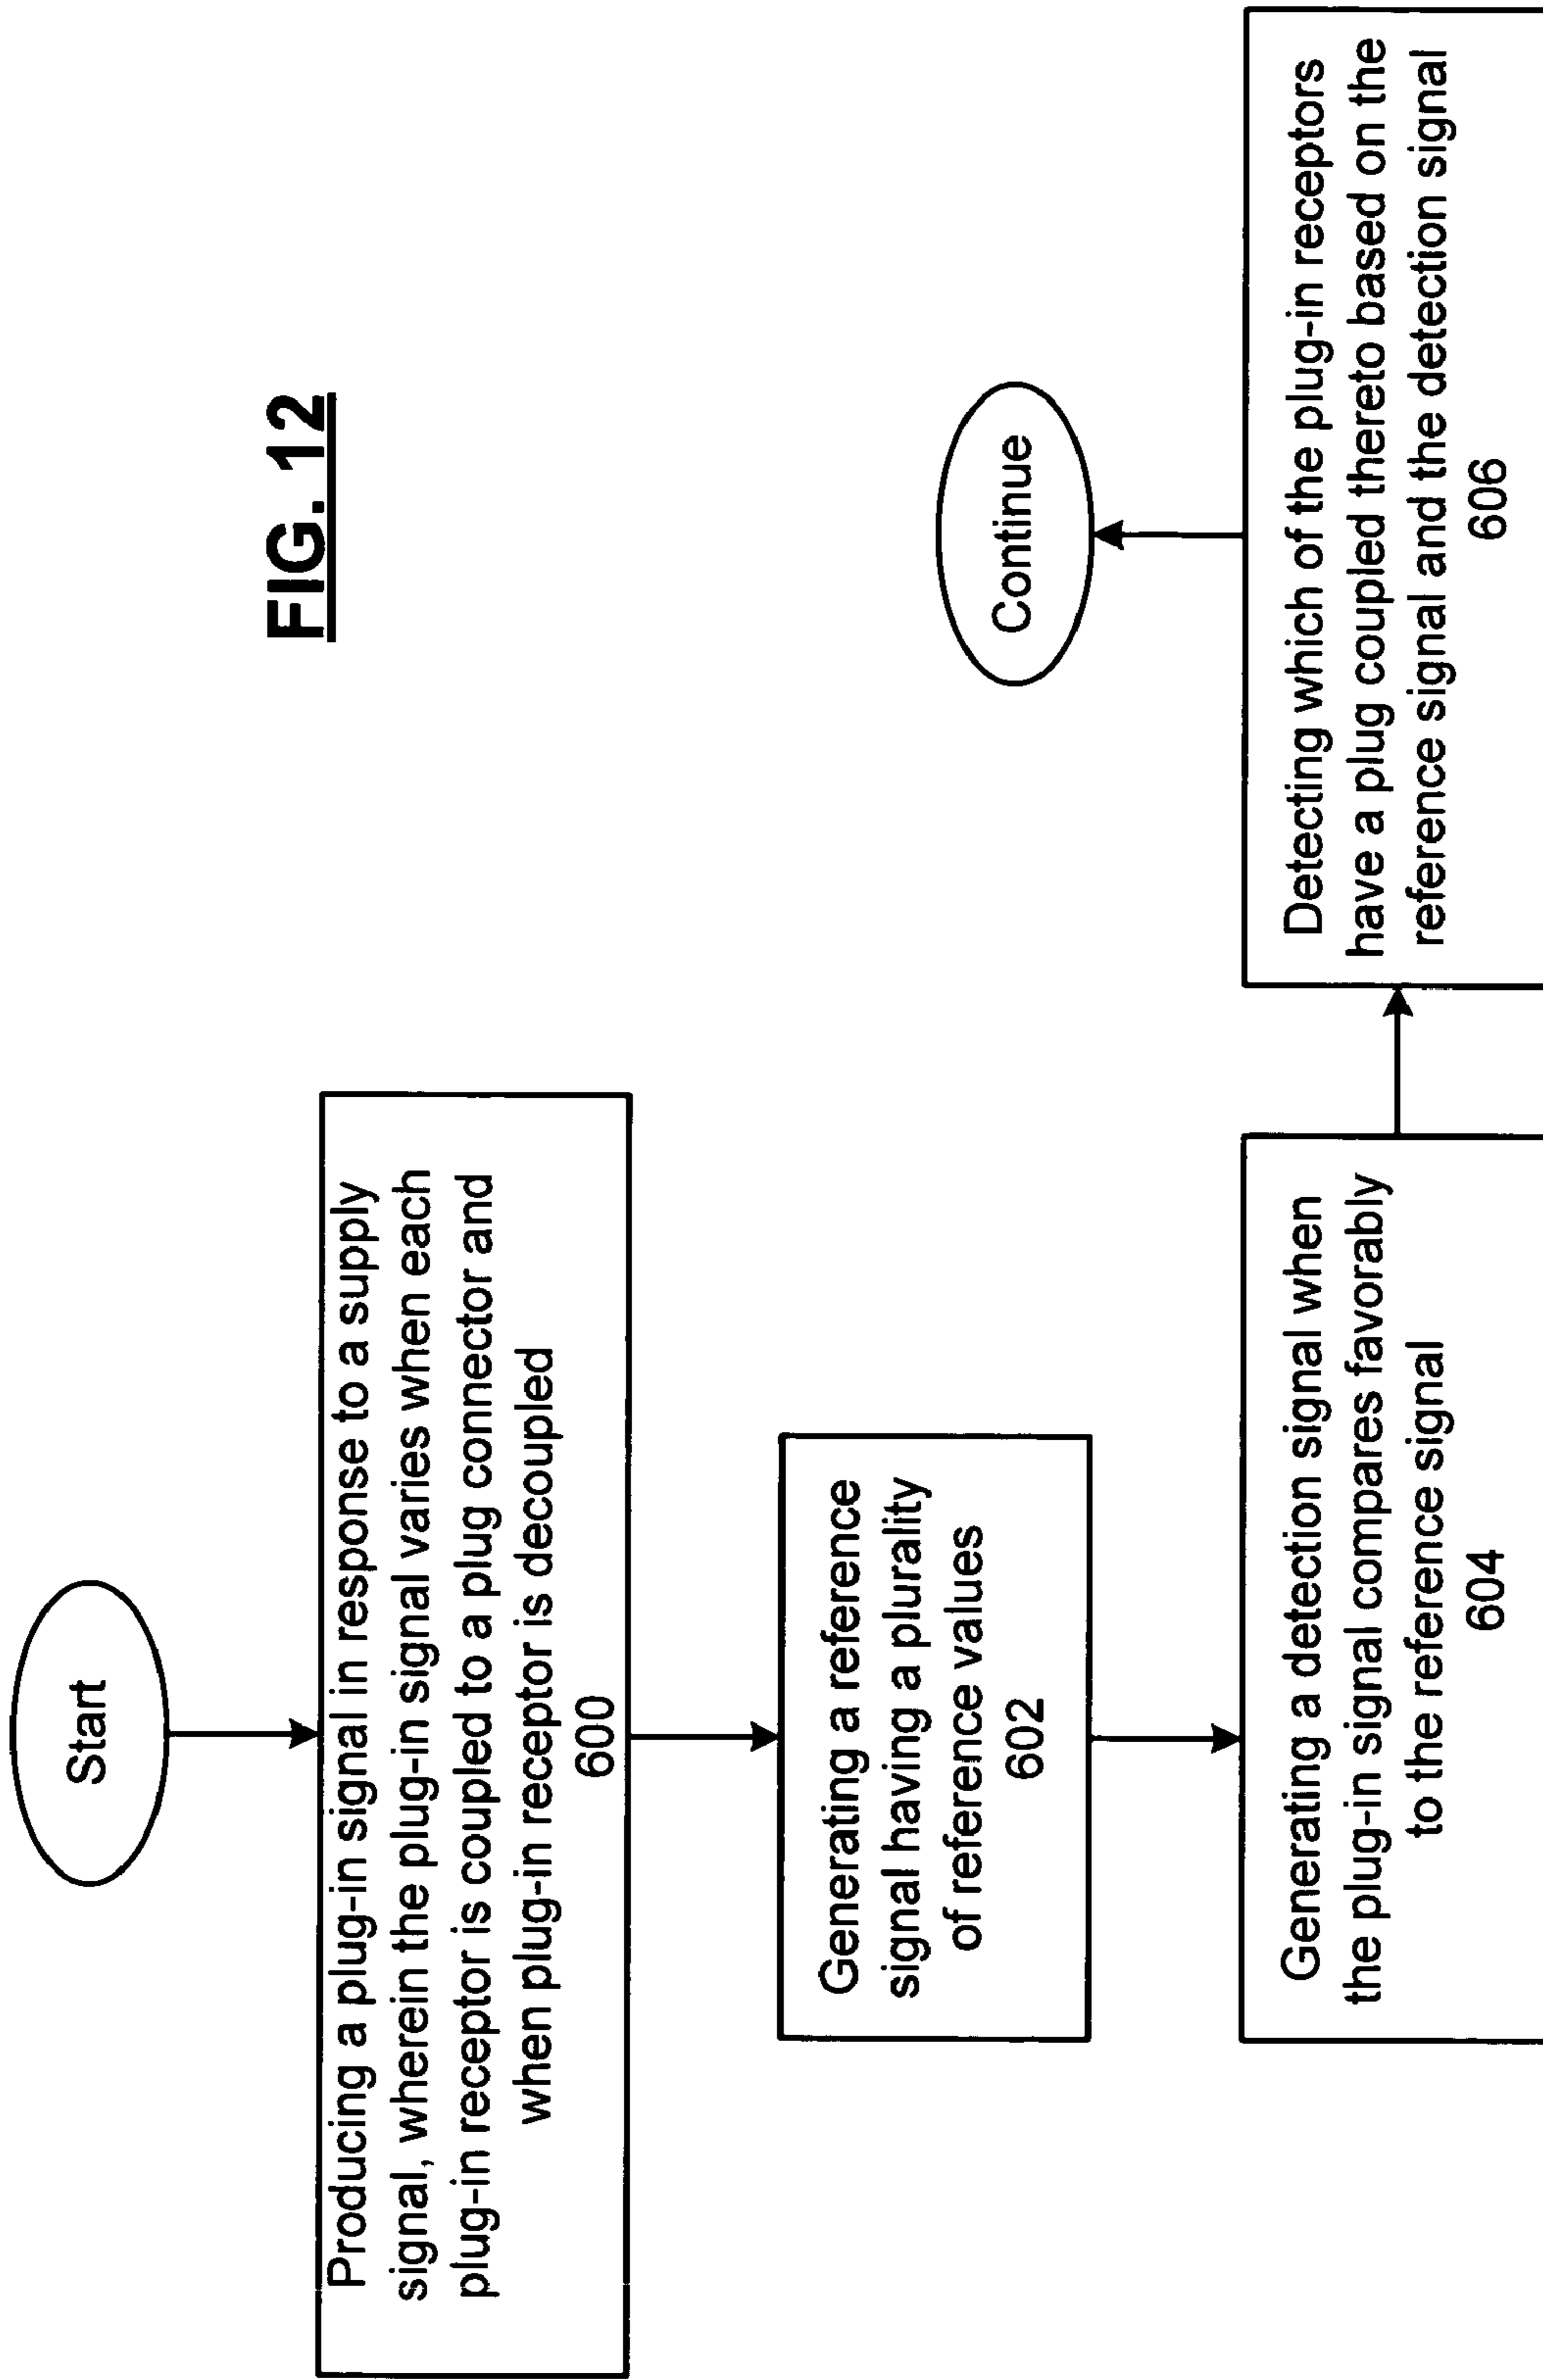 FIG. 12
Start
Producing a plug-in signal in response to a supply
signal, wherein the plug-in signal varies when each
plug-in receptor is coupled to a plug connector and
when plug-in receptor is decoupled
600
Generating a reference
signal having a plurality
of reference values
602
Generating a detection signal when
the plug-in signal compares favorably
to the reference signal
604
Detecting which of the plug-in receptors
have a plug coupled thereto based on the
reference signal and the detection signal
606
Continue